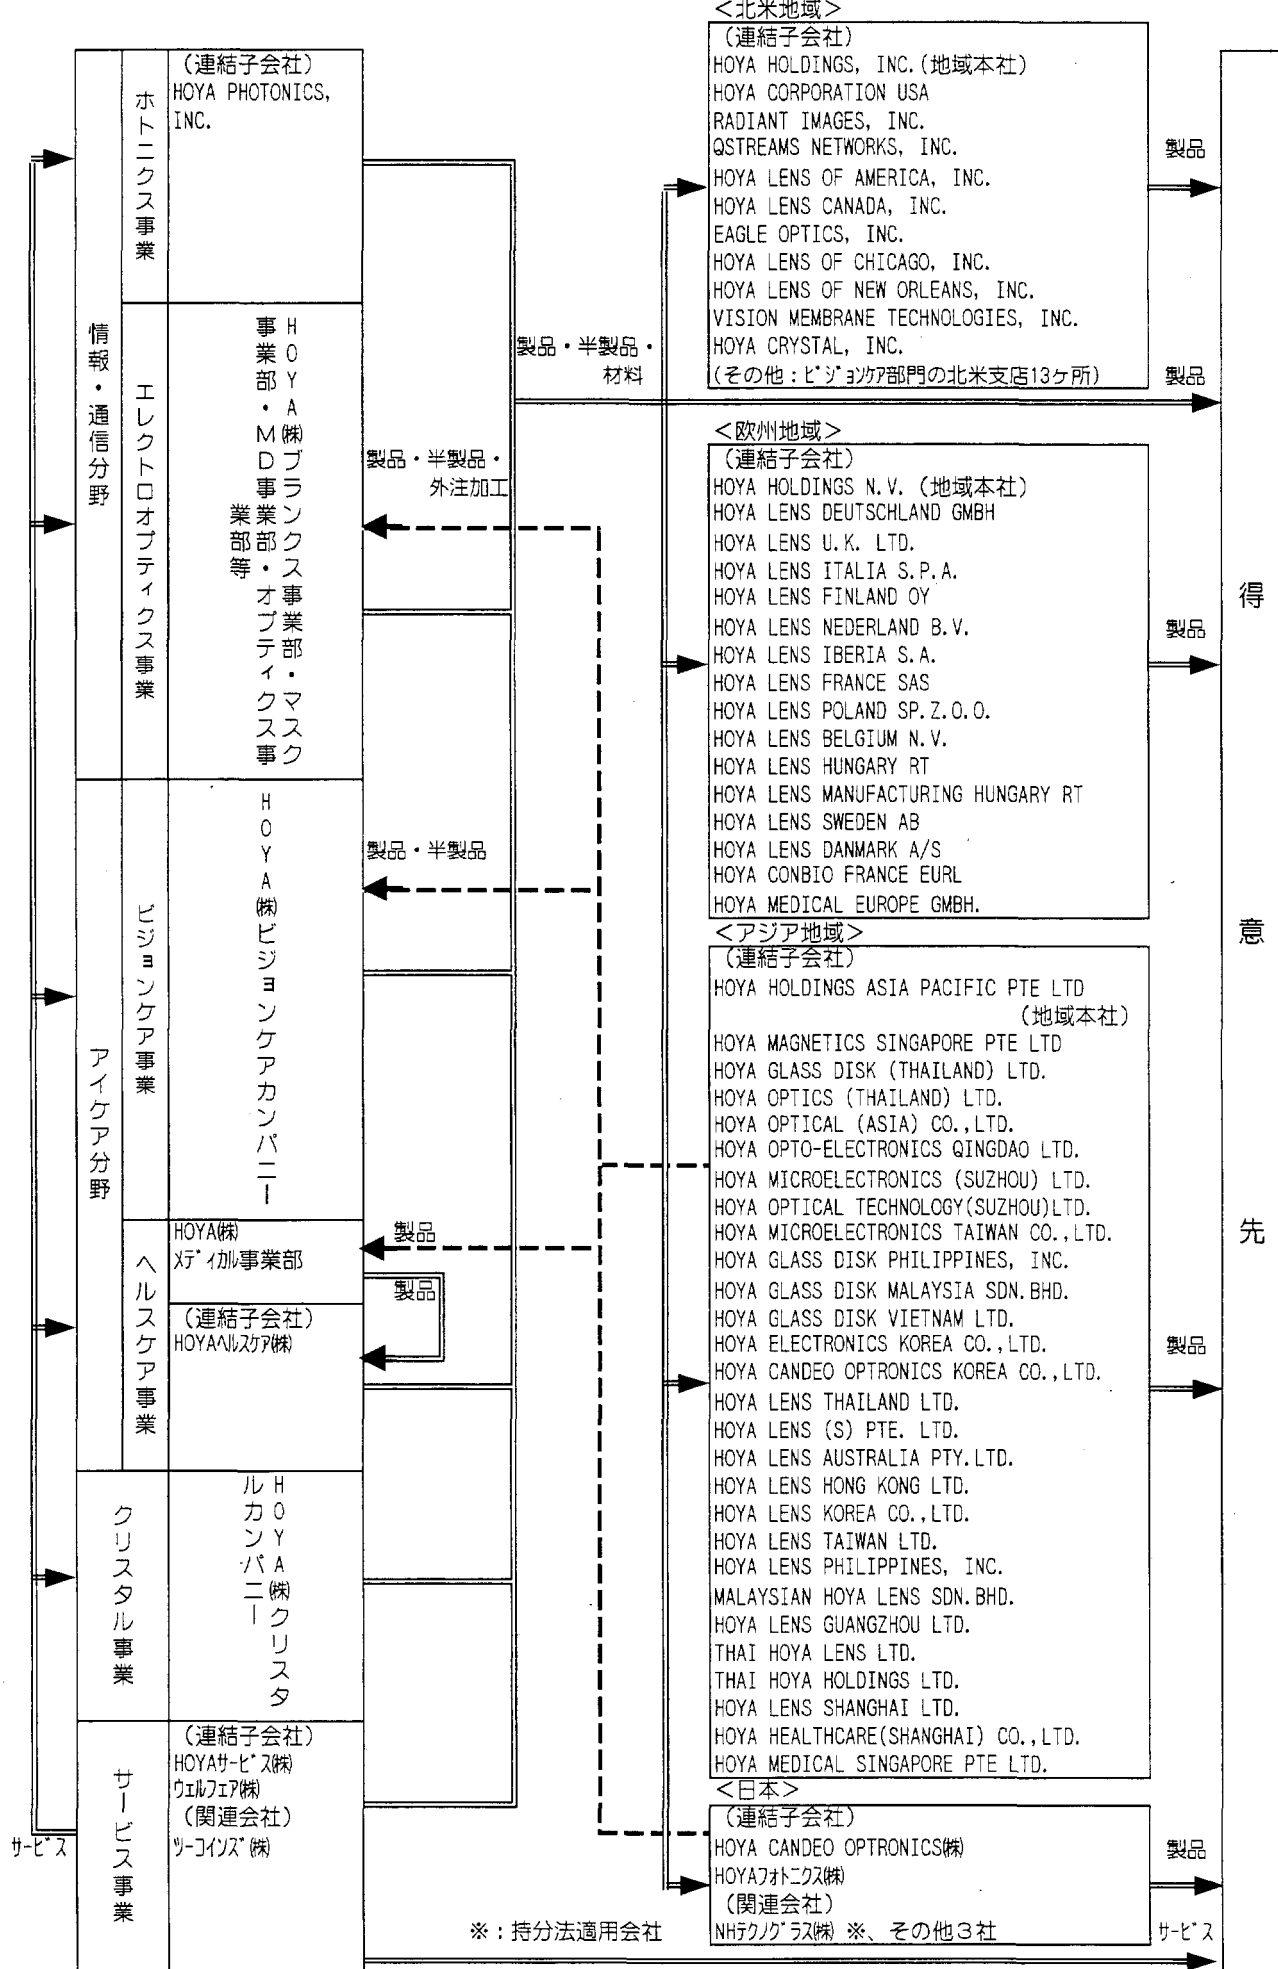 情報・通信分野
ホトニクス事業
(連結子会社)
HOYA PHOTONICS,
INC.
エレクトロオプティクス事業
HOYA㈱ブランクス事業部・マスク
事業部・MD事業部・オプティクス事
業部等
アイケア分野
ビジョンケア事業
HOYA㈱ビジョンケアカンパニー
ヘルスケア事業
HOYA㈱
メディカル事業部
(連結子会社)
HOYAヘルスケア㈱
クリスタル事業
HOYA㈱クリスタ
ルカンパニー
サービス事業
(連結子会社)
HOYAサービス㈱
ウェルフェア㈱
(関連会社)
ツーコインズ㈱
サービス
製品・半製品・
外注加工
製品・半製品
製品
製品
製品・半製品・
材料
<北米地域>
(連結子会社)
HOYA HOLDINGS, INC.(地域本社)
HOYA CORPORATION USA
RADIANT IMAGES, INC.
QSTREAMS NETWORKS, INC.
HOYA LENS OF AMERICA, INC.
HOYA LENS CANADA, INC.
EAGLE OPTICS, INC.
HOYA LENS OF CHICAGO, INC.
HOYA LENS OF NEW ORLEANS, INC.
VISION MEMBRANE TECHNOLOGIES, INC.
HOYA CRYSTAL, INC.
(その他:ビジョンケア部門の北米支店13ケ所)
製品
製品
<欧州地域>
(連結子会社)
HOYA HOLDINGS N.V.(地域本社)
HOYA LENS DEUTSCHLAND GMBH
HOYA LENS U.K. LTD.
HOYA LENS ITALIA S.P.A.
HOYA LENS FINLAND OY
HOYA LENS NEDERLAND B.V.
HOYA LENS IBERIA S.A.
HOYA LENS FRANCE SAS
HOYA LENS POLAND SP.Z.O.O.
HOYA LENS BELGIUM N.V.
HOYA LENS HUNGARY RT
HOYA LENS MANUFACTURING HUNGARY RT
HOYA LENS SWEDEN AB
HOYA LENS DANMARK A/S
HOYA CONBIO FRANCE EURL
HOYA MEDICAL EUROPE GMBH.
製品
<アジア地域>
(連結子会社)
HOYA HOLDINGS ASIA PACIFIC PTE LTD
(地域本社)
HOYA MAGNETICS SINGAPORE PTE LTD
HOYA GLASS DISK (THAILAND) LTD.
HOYA OPTICS (THAILAND) LTD.
HOYA OPTICAL (ASIA) CO.,LTD.
HOYA OPTO-ELECTRONICS QINGDAO LTD.
HOYA MICROELECTRONICS (SUZHOU) LTD.
HOYA OPTICAL TECHNOLOGY(SUZHOU)LTD.
HOYA MICROELECTRONICS TAIWAN CO.,LTD.
HOYA GLASS DISK PHILIPPINES, INC.
HOYA GLASS DISK MALAYSIA SDN.BHD.
HOYA GLASS DISK VIETNAM LTD.
HOYA ELECTRONICS KOREA CO.,LTD.
HOYA CANDEO OPTRONICS KOREA CO.,LTD.
HOYA LENS THAILAND LTD.
HOYA LENS (S) PTE. LTD.
HOYA LENS AUSTRALIA PTY.LTD.
HOYA LENS HONG KONG LTD.
HOYA LENS KOREA CO.,LTD.
HOYA LENS TAIWAN LTD.
HOYA LENS PHILIPPINES, INC.
MALAYSIAN HOYA LENS SDN.BHD.
HOYA LENS GUANGZHOU LTD.
THAI HOYA LENS LTD.
THAI HOYA HOLDINGS LTD.
HOYA LENS SHANGHAI LTD.
HOYA HEALTHCARE(SHANGHAI) CO.,LTD.
HOYA MEDICAL SINGAPORE PTE LTD.
製品
<日本>
(連結子会社)
HOYA CANDEO OPTRONICS㈱
HOYAフォトニクス㈱
(関連会社)
NHテクノグラス㈱ ※、その他3社
製品
サービス
※:持分法適用会社
得意先